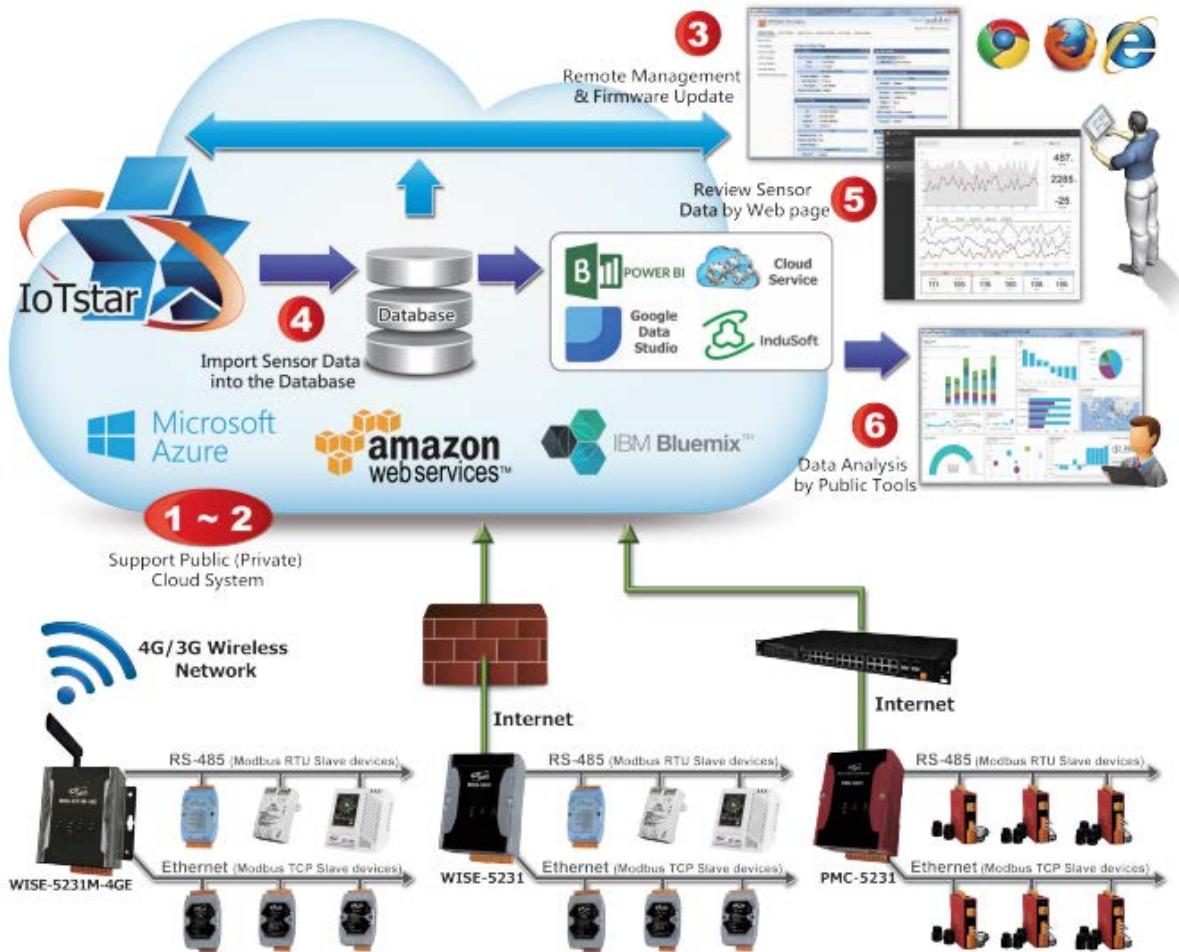 3
Remote Management
& Firmware Update
Review Sensor
Data by Web page
5
487.
2285.
-25.
IoTstar
4
Import Sensor Data
into the Database
Database
POWER BI
Cloud
Service
Google
Data
Studio
InduSoft
6
Data Analysis
by Public Tools
Microsoft
Azure
amazon
webservices™
IBM Bluemix™
1 ~ 2
Support Public (Private)
Cloud System
4G/3G Wireless
Network
Internet
Internet
RS-485 (Modbus RTU Slave devices)
RS-485 (Modbus RTU Slave devices)
RS-485 (Modbus RTU Slave devices)
Ethernet (Modbus TCP Slave devices)
Ethernet (Modbus TCP Slave devices)
Ethernet (Modbus TCP Slave devices)
WISE-5231M-4GE
WISE-5231
PMC-5231